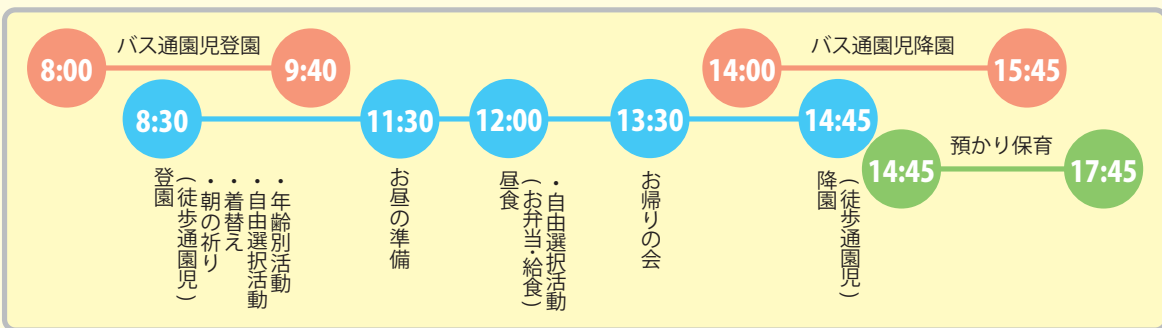 バス通園児登園
8:00
9:40
バス通園児降園
14:00
15:45
8:30
登園
(徒歩通園児)
・朝の祈り
・着替え
・自由選択活動
・年齢別活動
11:30
お昼の準備
12:00
昼食
(お弁当・給食)
・自由選択活動
13:30
お帰りの会
14:45
降園
(徒歩通園児)
預かり保育
14:45
17:45